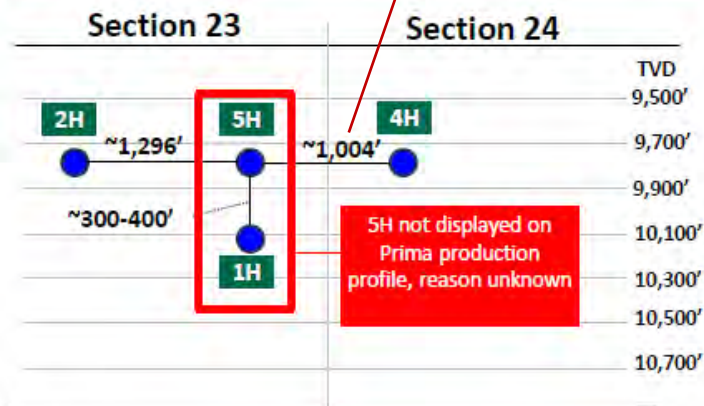 Section 23
Section 24
TVD
9,500’
2H
5H
4H
~1,296’
~1,004’
9,700’
9,900’
~300-400’
5H not displayed on
Prima production
profile, reason unknown
10,100’
1H
10,300’
10,500’
10,700’